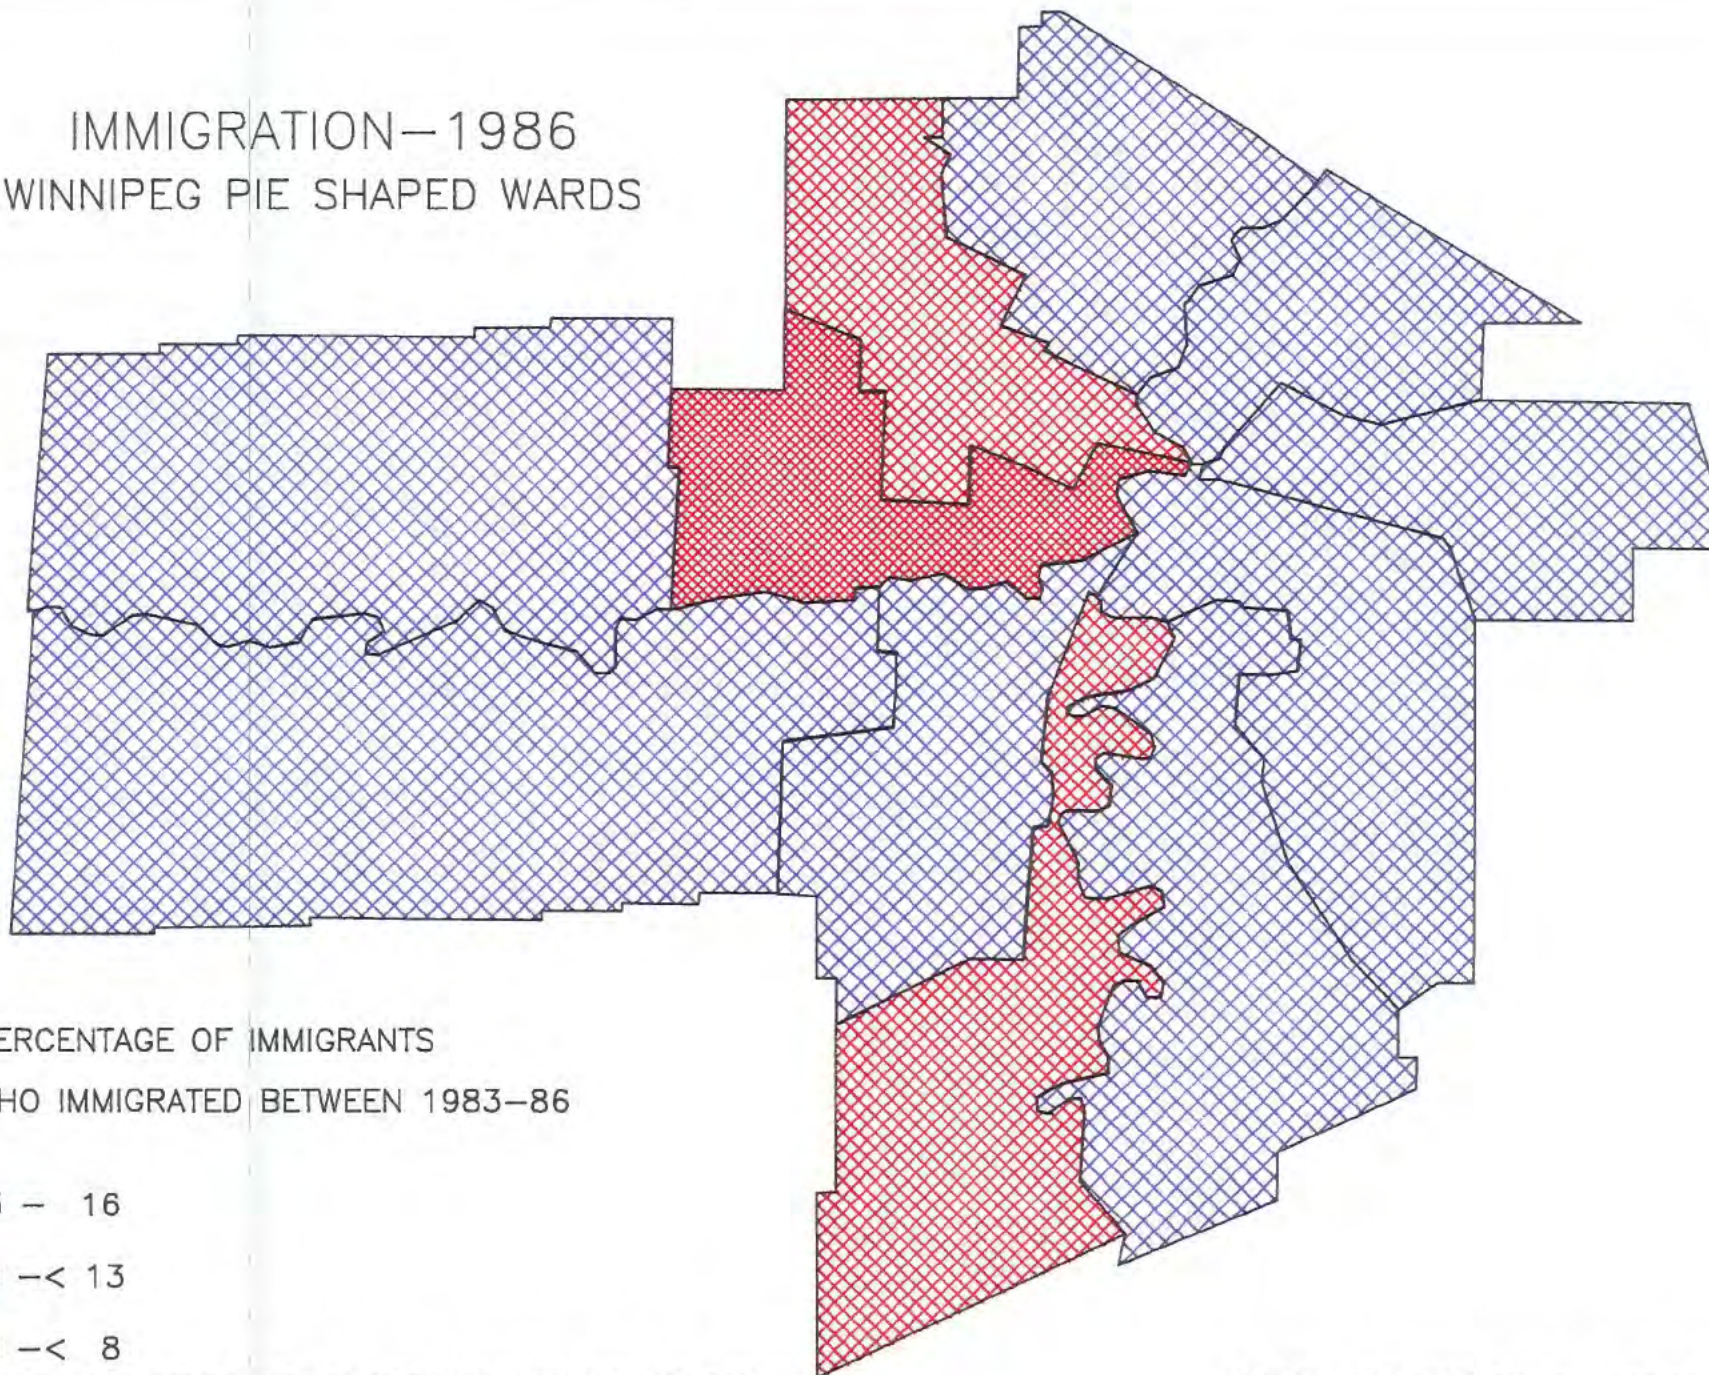 IMMIGRATION-1986
WINNIPEG PIE SHAPED WARDS
ERCENTAGE OF IMMIGRANTS
HO IMMIGRATED BETWEEN 1983-86
- 16
-< 13
-< 8